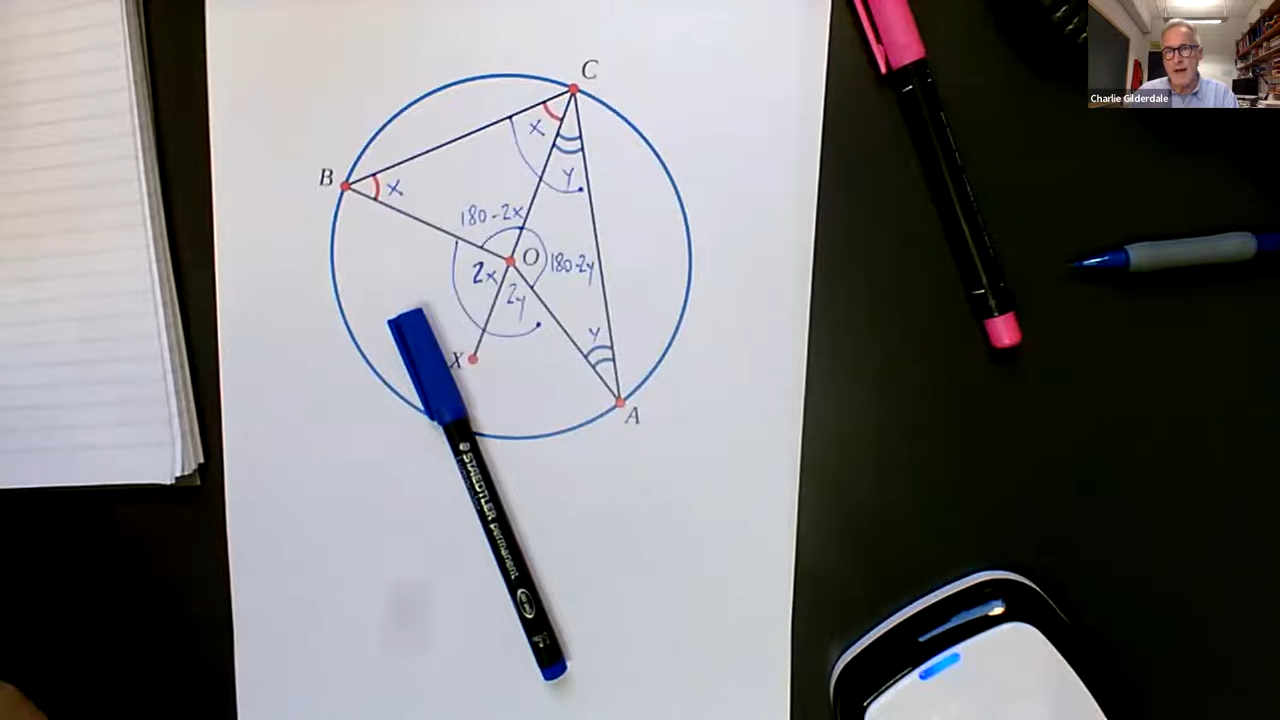 Charlie Gilderdale
C
x
B
x
y
180-2x
O
180-2y
2x
2y
y
X
A
STAEDTLER permanent